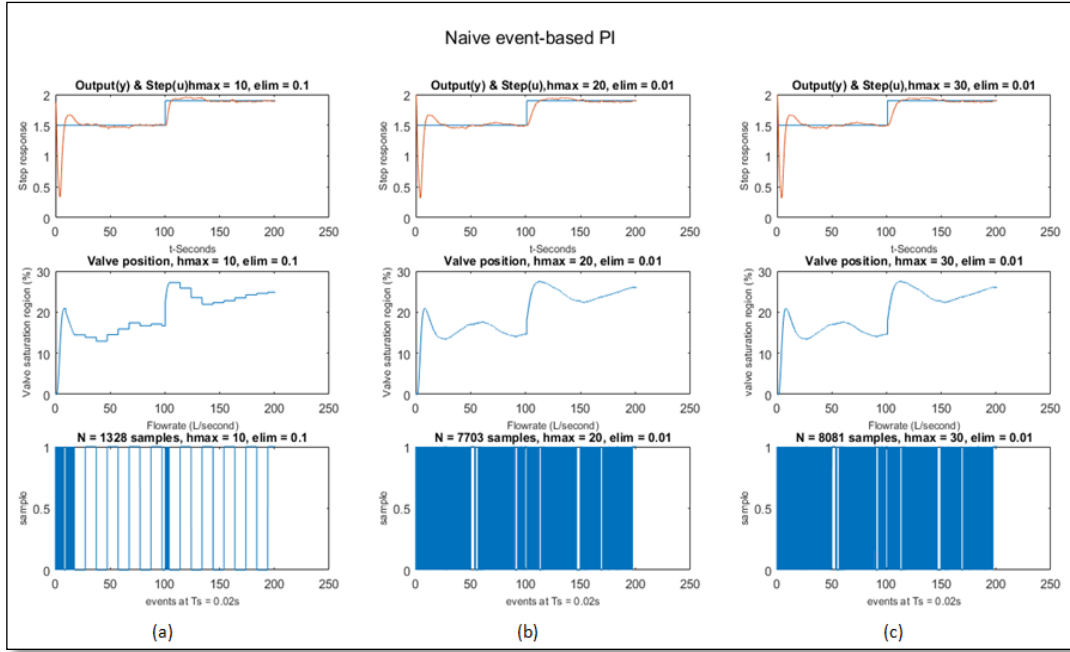 Naive event-based PI
Output(y) & Step(u)hmax = 10, elim = 0.1
Step response
2
1.5
1
0.5
0
0 50 100 150 200 250
t-Seconds
Valve position, hmax = 10, elim = 0.1
Valve saturation region (%)
30
20
10
0
0 50 100 150 200 250
Flowrate (L/second)
N = 1328 samples, hmax = 10, elim = 0.1
sample
1
0.5
0
0 50 100 150 200 250
events at Ts = 0.02s
(a)
Output(y) & Step(u),hmax = 20, elim = 0.01
Step response
2
1.5
1
0.5
0
0 50 100 150 200 250
t-Seconds
Valve position, hmax = 20, elim = 0.01
Valve saturation region (%)
30
20
10
0
0 50 100 150 200 250
Flowrate (L/second)
N = 7703 samples, hmax = 20, elim = 0.01
sample
1
0.5
0
0 50 100 150 200 250
events at Ts = 0.02s
(b)
Output(y) & Step(u),hmax = 30, elim = 0.01
Step response
2
1.5
1
0.5
0
0 50 100 150 200 250
t-Seconds
Valve position, hmax = 30, elim = 0.01
valve saturation region (%)
30
20
10
0
0 50 100 150 200 250
Flowrate (L/second)
N = 8081 samples, hmax = 30, elim = 0.01
sample
1
0.5
0
0 50 100 150 200 250
events at Ts = 0.02s
(c)